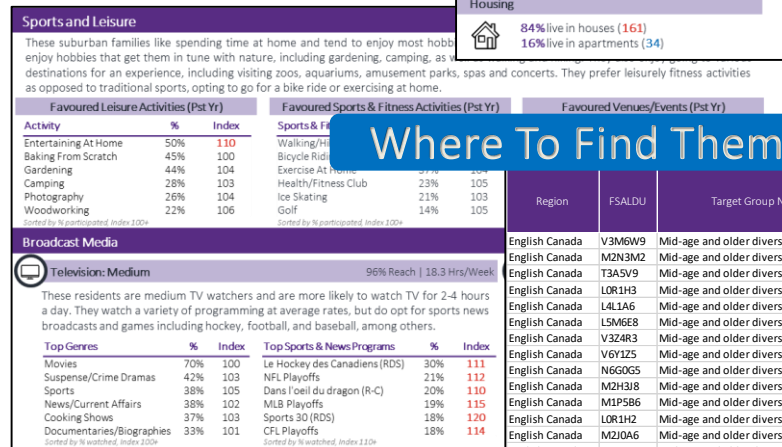 Housing
84% live in houses (161)
16% live in apartments (34)
Sports and Leisure
These suburban families like spending time at home and tend to enjoy most
enjoy hobbies that get them in tune with nature, including gardening, camping, as
destinations for an experience, including visiting zoos, aquariums, amusement parks, spas and concerts. They prefer leisurely fitness activities
as opposed to traditional sports, opting to go for a bike ride or exercising at home.
Favoured Leisure Activities (Pst Yr)
Activity % Index
Entertaining At Home 50% 110
Baking From Scratch 45% 100
Gardening 44% 104
Camping 28% 103
Photography 26% 104
Woodworking 22% 106
Sorted by % participated, Index 100+
Favoured Sports & Fitness Activities (Pst Yr)
Sports &
Walking/
Bicycle
Exercise At
Health/Fitness Club 23% 105
Ice Skating 21% 103
Golf 14% 105
Sorted by % participated, Index 100+
Favoured Venues/Events (Pst Yr)
Where To Find Them
Region FSALDU Target Group
English Canada V3M6W9 Mid-age and older divers
English Canada M2N3M2 Mid-age and older divers
English Canada T3A5V9 Mid-age and older divers
English Canada L0R1H3 Mid-age and older divers
English Canada L4L1A6 Mid-age and older divers
English Canada L5M6E8 Mid-age and older divers
English Canada V3Z4R3 Mid-age and older divers
English Canada V6Y1Z5 Mid-age and older divers
English Canada N6G0G5 Mid-age and older divers
English Canada M2H3J8 Mid-age and older divers
English Canada M1P5B6 Mid-age and older divers
English Canada L0R1H2 Mid-age and older divers
English Canada M2J0A6 Mid-age and older divers
Broadcast Media
Television: Medium 96% Reach | 18.3 Hrs/Week
These residents are medium TV watchers and are more likely to watch TV for 2-4 hours
a day. They watch a variety of programming at average rates, but do opt for sports news
broadcasts and games including hockey, football, and baseball, among others.
Top Genres % Index
Movies 70% 100
Suspense/Crime Dramas 42% 103
Sports 38% 105
News/Current Affairs 38% 102
Cooking Shows 37% 103
Documentaries/Biographies 33% 101
Sorted by % watched, Index 100+
Top Sports & News Programs % Index
Le Hockey des Canadiens (RDS) 30% 111
NFL Playoffs 21% 112
Dans l'oeil du dragon (R-C) 20% 110
MLB Playoffs 19% 115
Sports 30 (RDS) 18% 120
CFL Playoffs 18% 114
Sorted by % watched, Index 110+